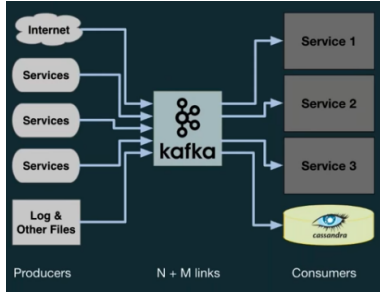 Internet
Services
Services
Services
Log &
Other Files
kafka
Service 1
Service 2
Service 3
cassandra
Producers
N + M links
Consumers